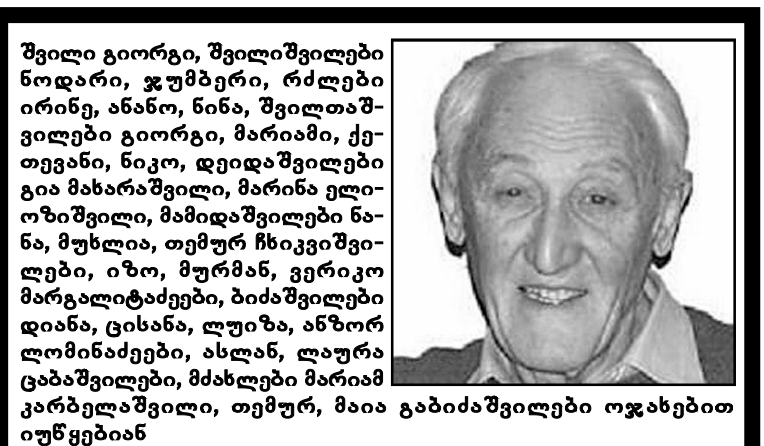 შვილი გიორგი, შვილიშვილები
ნოდარი, ჯუმბერი, რძლები
ირინე, ანანო, ნინა, შვილთაშ-
ვილები გიორგი, მარიამი, ქე-
თევანი, ნიკო, დეიდაშვილები
გია მახარაშვილი, მარინა ელი-
ოზიშვილი, მამიდაშვილები ნა-
ნა, მუხლია, თემურ ჩხიკვიშვი-
ლები, იზო, მურმან, ვერიკო
მარგალიტაძეები, ბიძაშვილები
დიანა, ცისანა, ლუიზა, ანზორ
ლომინაძეები, ასლან, ლაურა
ცაბაშვილები, მძახლები მარიამ
კარბელაშვილი, თემურ, მაია გაბიძაშვილები ოჯახებით
იუწყებიან